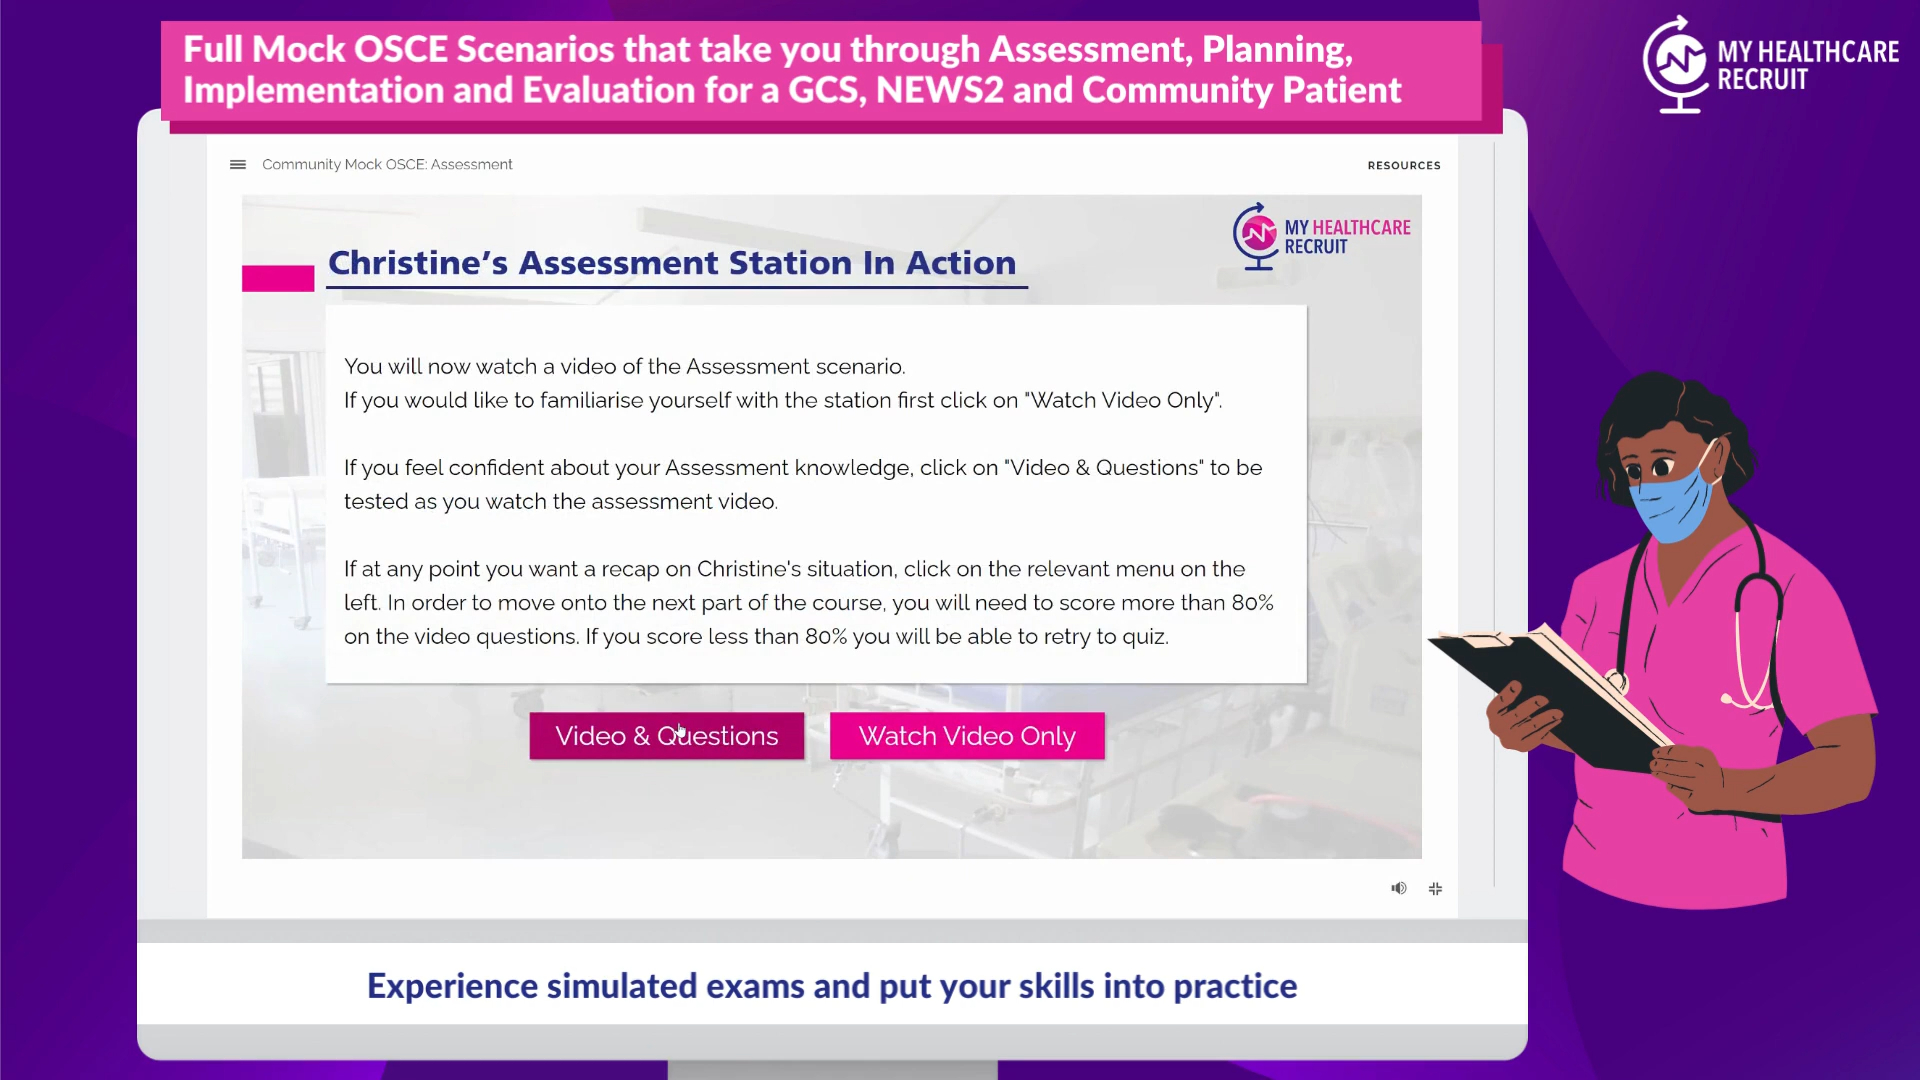 Full Mock OSCE Scenarios that take you through Assessment, Planning,
Implementation and Evaluation for a GCS, NEWS2 and Community Patient
MY HEALTHCARE
RECRUIT
Community Mock OSCE: Assessment
RESOURCES
MY HEALTHCARE
RECRUIT
Christine's Assessment Station In Action
You will now watch a video of the Assessment scenario.
If you would like to familiarise yourself with the station first click on "Watch Video Only".
If you feel confident about your Assessment knowledge, click on "Video & Questions" to be
tested as you watch the assessment video.
If at any point you want a recap on Christine's situation, click on the relevant menu on the
left. In order to move onto the next part of the course, you will need to score more than 80%
on the video questions. If you score less than 80% you will be able to retry to quiz.
Video & Questions
Watch Video Only
Experience simulated exams and put your skills into practice